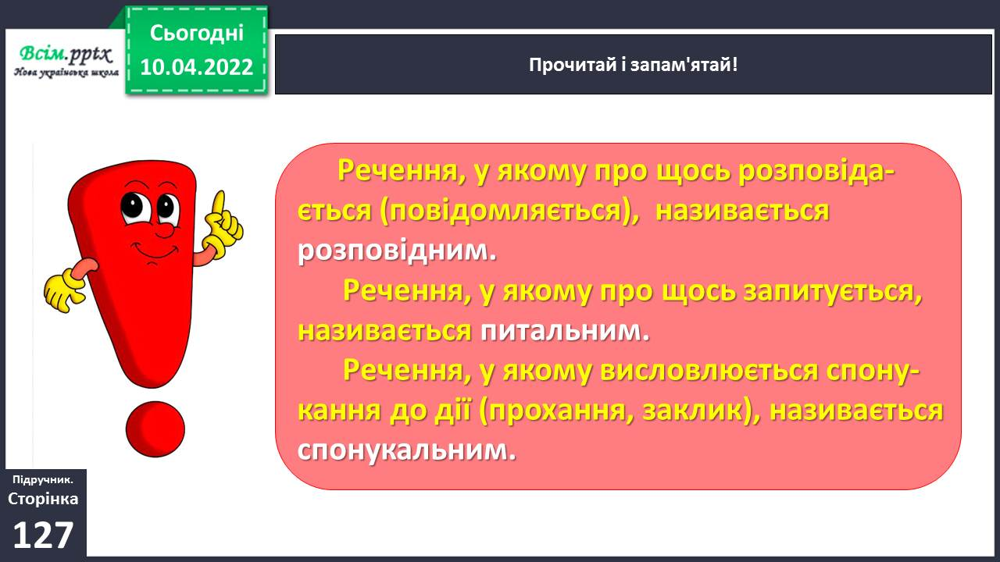 Всім.pptx
Нова українська школа
Сьогодні
10.04.2022
Прочитай і запам'ятай!
Речення, у якому про щось розповіда-
ється (повідомляється),  називається
розповідним.
Речення, у якому про щось запитується,
називається питальним.
Речення, у якому висловлюється спону-
кання до дії (прохання, заклик), називається
спонукальним.
Підручник.
Сторінка
127